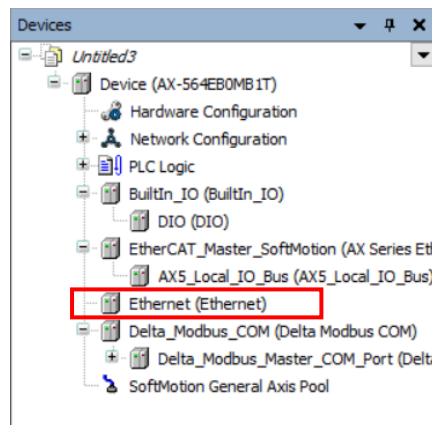 Devices
Untitled3
Device (AX-564EB0MB1T)
Hardware Configuration
Network Configuration
PLC Logic
BuiltIn_IO (BuiltIn_IO)
DIO (DIO)
EtherCAT_Master_SoftMotion (AX Series Et
AX5_Local_IO_Bus (AX5_Local_IO_Bus)
Ethernet (Ethernet)
Delta_Modbus_COM (Delta Modbus COM)
Delta_Modbus_Master_COM_Port (Delt
SoftMotion General Axis Pool